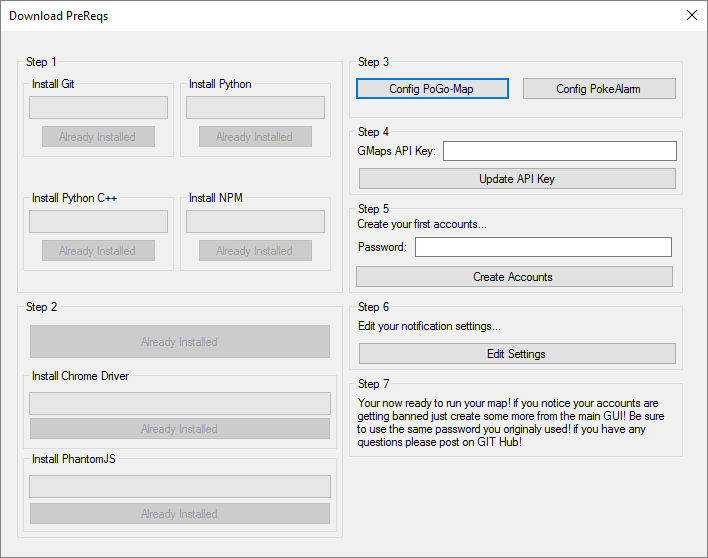 Download PreReqs
Step 1
Install Git
Install Python
Already Installed
Already Installed
Install Python C++
Install NPM
Already Installed
Already Installed
Step 2
Already Installed
Install Chrome Driver
Already Installed
Install PhantomJS
Already Installed
Step 3
Config PoGo-Map
Config PokeAlarm
Step 4
GMaps API Key:
Update API Key
Step 5
Create your first accounts...
Password:
Create Accounts
Step 6
Edit your notification settings...
Edit Settings
Step 7
Your now ready to run your map! if you notice your accounts are
getting banned just create some more from the main GUI! Be sure
to use the same password you originaly used! if you have any
questions please post on GIT Hub!